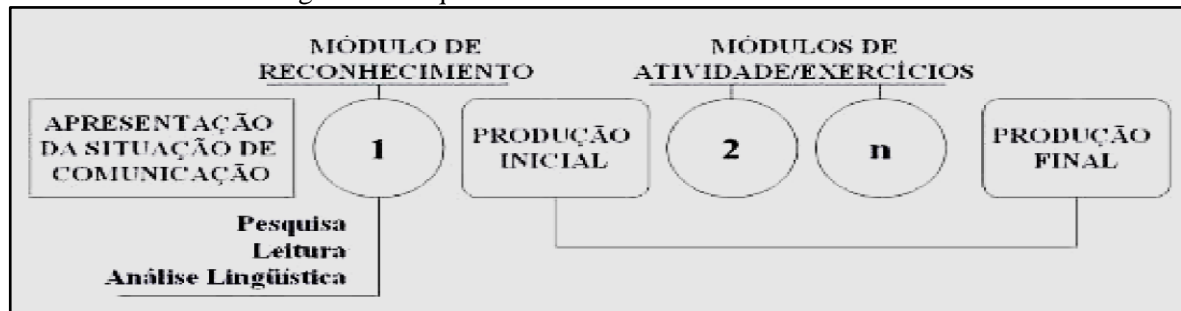 MÓDULO DE
RECONHECIMENTO
MÓDULOS DE
ATIVIDADE/EXERCÍCIOS
APRESENTAÇÃO
DA SITUAÇÃO DE
COMUNICAÇÃO
1
PRODUÇÃO
INICIAL
2
n
PRODUÇÃO
FINAL
Pesquisa
Leitura
Análise Lingüística